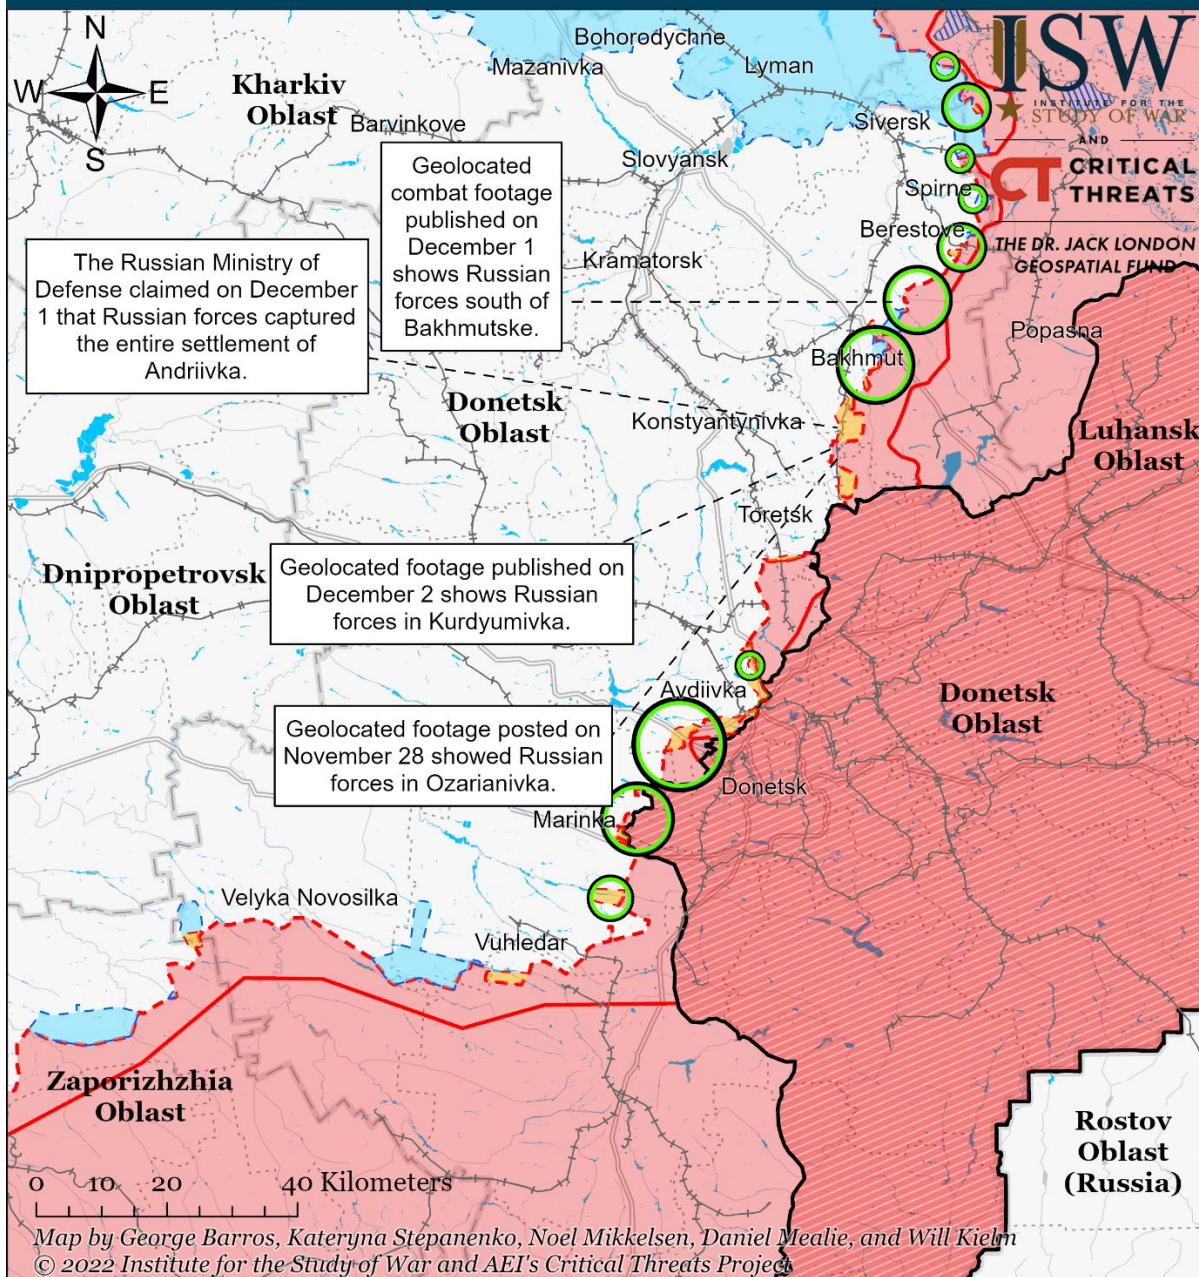 N
W
E
S
Bohorodychne
Mazanivka
Lyman
ISW
INSTITUTE FOR THE
STUDY OF WAR
AND
CT CRITICAL
THREATS
THE DR. JACK LONDON
GEOSPATIAL FUND
Kharkiv
Oblast
Barvinkove
Siversk
Slovyansk
Geolocated
combat footage
published on
December 1
shows Russian
forces south of
Bakhmutske.
Spirne
Berestove
Kramatorsk
The Russian Ministry of
Defense claimed on December
1 that Russian forces captured
the entire settlement of
Andriivka.
Popasna
Bakhmut
Donetsk
Oblast
Konstyantynivka
Luhansk
Oblast
Toretsk
Dnipropetrovsk
Oblast
Geolocated footage published on
December 2 shows Russian
forces in Kurdyumivka.
Avdiivka
Donetsk
Oblast
Geolocated footage posted on
November 28 showed Russian
forces in Ozarianivka.
Donetsk
Marinka
Velyka Novosilka
Vuhledar
Zaporizhzhia
Oblast
Rostov
Oblast
(Russia)
0 10 20 40 Kilometers
Map by George Barros, Kateryna Stepanenko, Noel Mikkelsen, Daniel Mealie, and Will Kielm
© 2022 Institute for the Study of War and AEI's Critical Threats Project